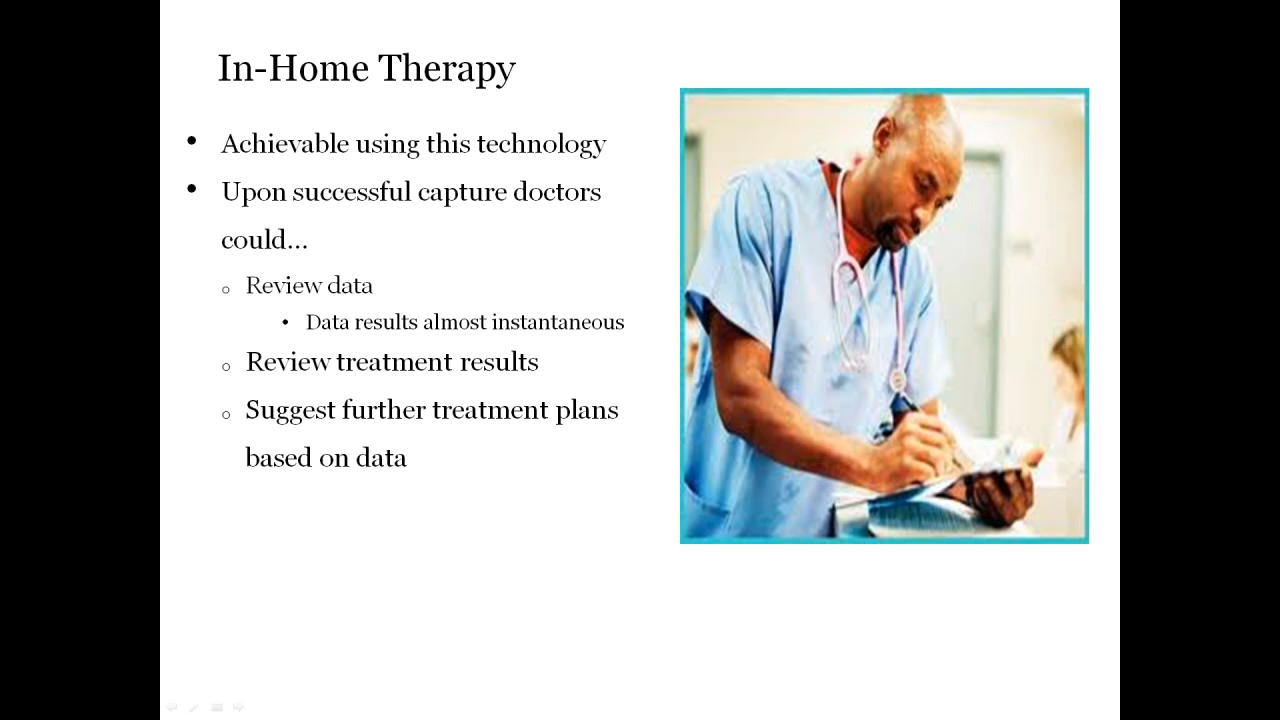 In-Home Therapy
• Achievable using this technology
• Upon successful capture doctors
could...
o Review data
• Data results almost instantaneous
o Review treatment results
o Suggest further treatment plans
based on data